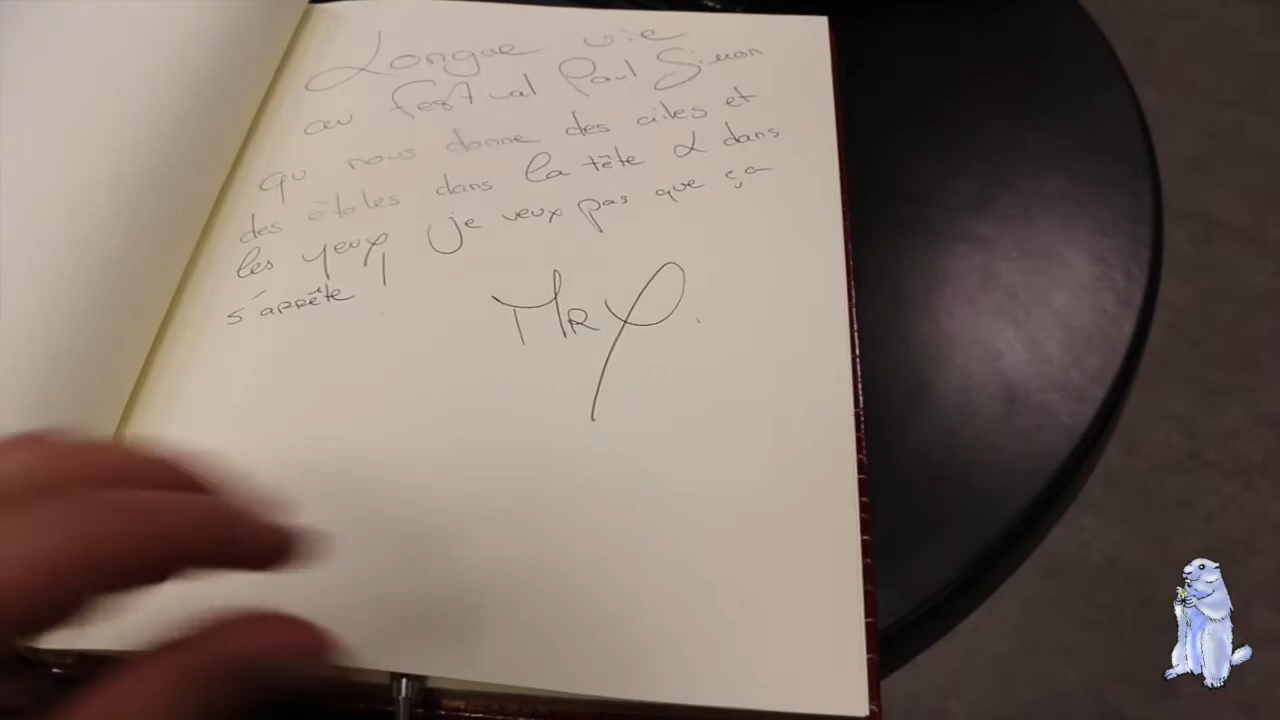 Longue vie
au festival Paul Simon
qui nous donne des ailes et
des étoiles dans la tête & dans
les yeux je veux pas que ça
s'arrête !
MR